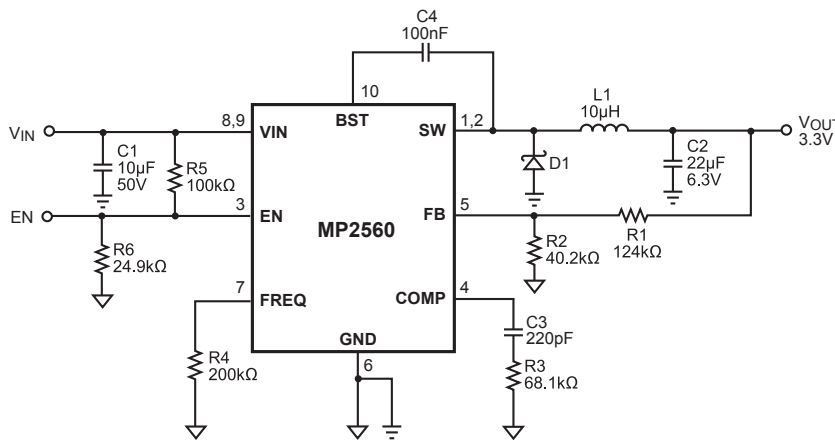 C4
100nF
10
BST
VIN
8,9
VIN
C1
10µF
50V
R5
100kΩ
EN
3
EN
R6
24.9kΩ
MP2560
7
FREQ
R4
200kΩ
GND
6
SW
1,2
L1
10µH
VOUT
3.3V
D1
C2
22µF
6.3V
FB
5
R2
40.2kΩ
R1
124kΩ
COMP
4
C3
220pF
R3
68.1kΩ